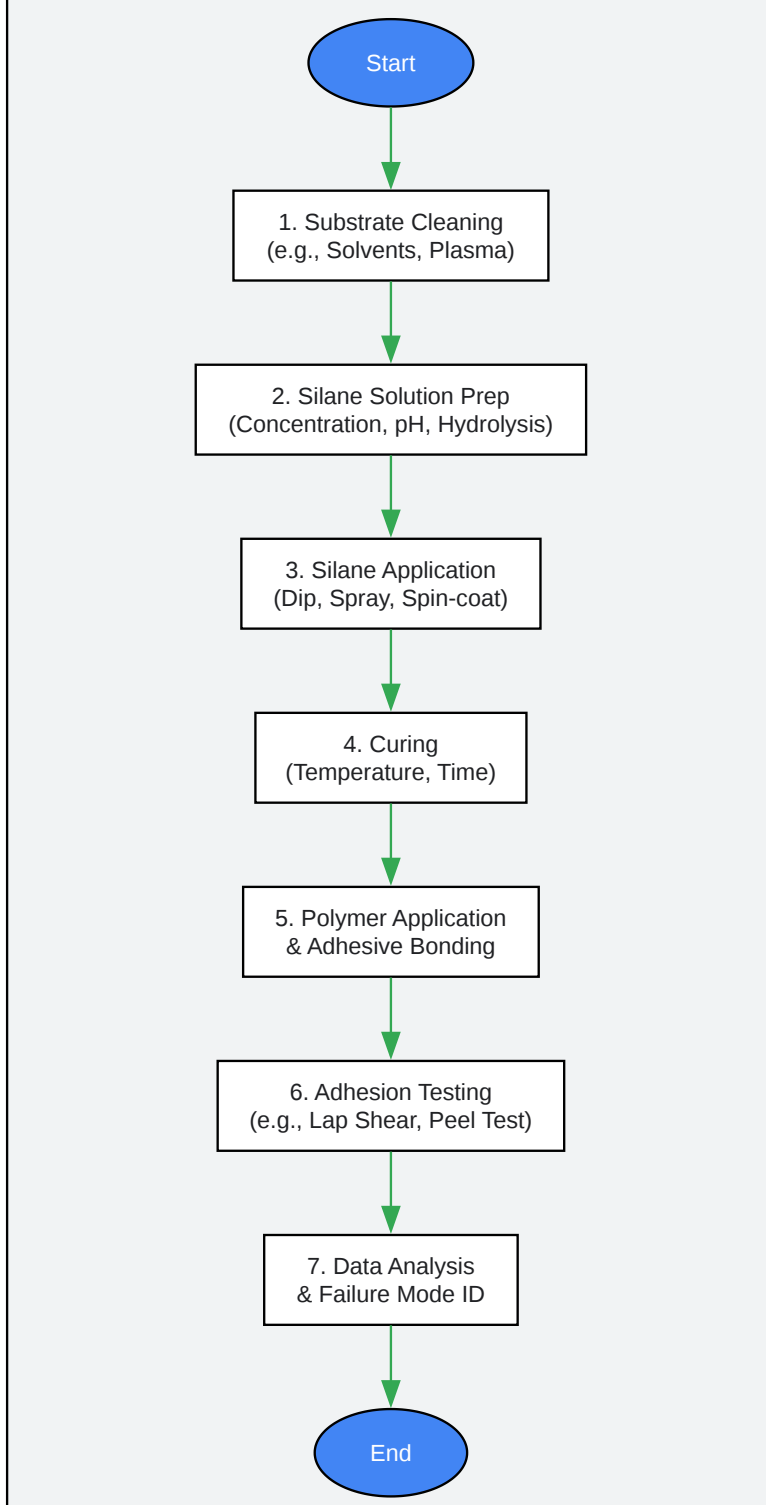 Start
1. Substrate Cleaning
(e.g., Solvents, Plasma)
2. Silane Solution Prep
(Concentration, pH, Hydrolysis)
3. Silane Application
(Dip, Spray, Spin-coat)
4. Curing
(Temperature, Time)
5. Polymer Application
& Adhesive Bonding
6. Adhesion Testing
(e.g., Lap Shear, Peel Test)
7. Data Analysis
& Failure Mode ID
End